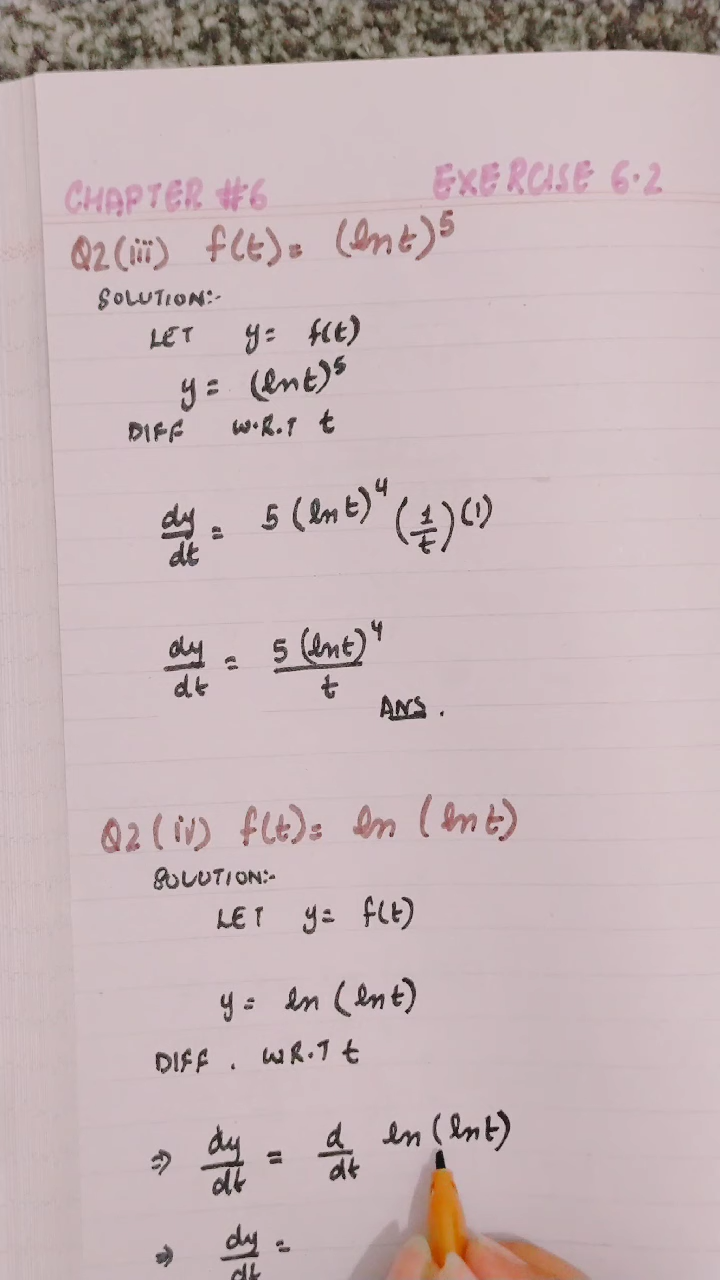 CHAPTER #6 EXERCISE 6.2
Q2(iii) f(t)= (ln t)^5
SOLUTION:-
LET y= f(t)
y= (ln t)^5
DIFF W.R.T t
dy/dt = 5(ln t)^4 (1/t)(1)
dy/dt = 5(ln t)^4/t
ANS.
Q2(iv) f(t)= ln (ln t)
SOLUTION:-
LET y= f(t)
y= ln (ln t)
DIFF. W.R.T t
⇒ dy/dt = d/dt ln (ln t)
⇒ dy/dt =